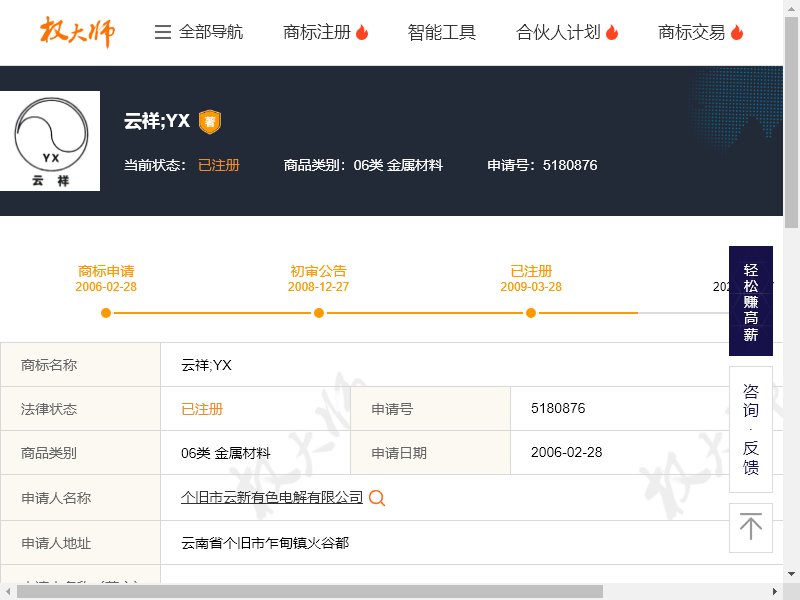 权大师
全部导航
商标注册
智能工具
合伙人计划
商标交易
YX
云 祥
云祥;YX
著
当前状态： 已注册 商品类别：06类 金属材料 申请号：5180876
商标申请
2006-02-28
初审公告
2008-12-27
已注册
2009-03-28
轻松赚高薪
商标名称 云祥;YX
法律状态 已注册 申请号 5180876
商品类别 06类 金属材料 申请日期 2006-02-28
申请人名称 个旧市云新有色电解有限公司
申请人地址 云南省个旧市乍甸镇火谷都
咨询·反馈
权大师